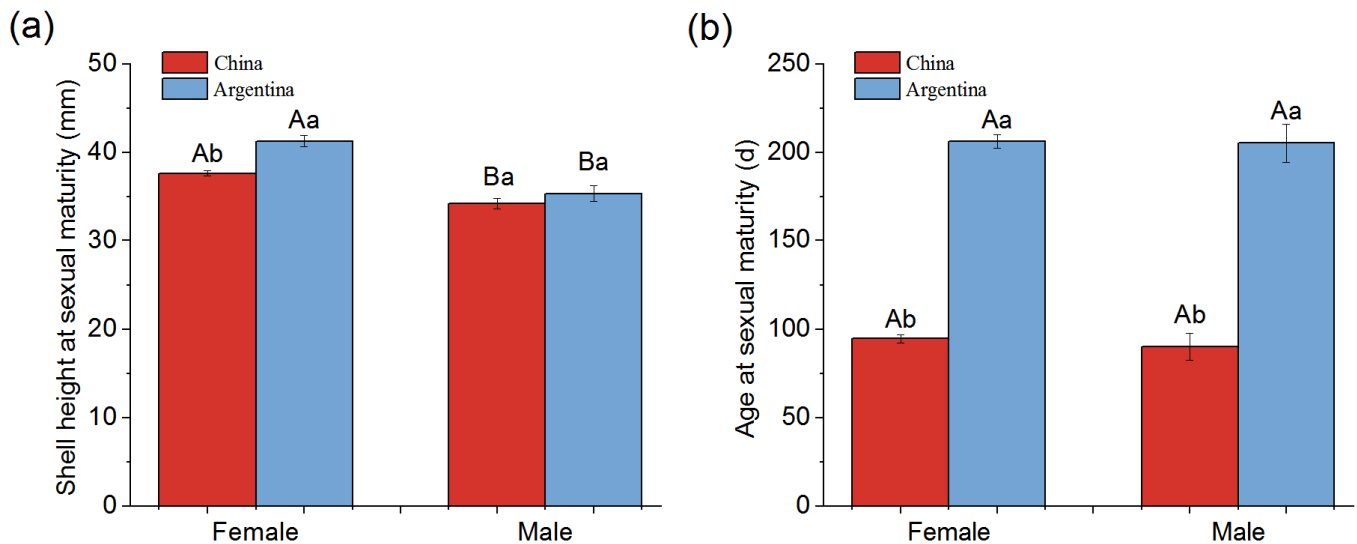 (a)
China
Argentina
Shell height at sexual maturity (mm)
50
40
30
20
10
0
Ab
Aa
Ba
Ba
Female
Male
(b)
China
Argentina
Age at sexual maturity (d)
250
200
150
100
50
0
Ab
Aa
Ab
Aa
Female
Male